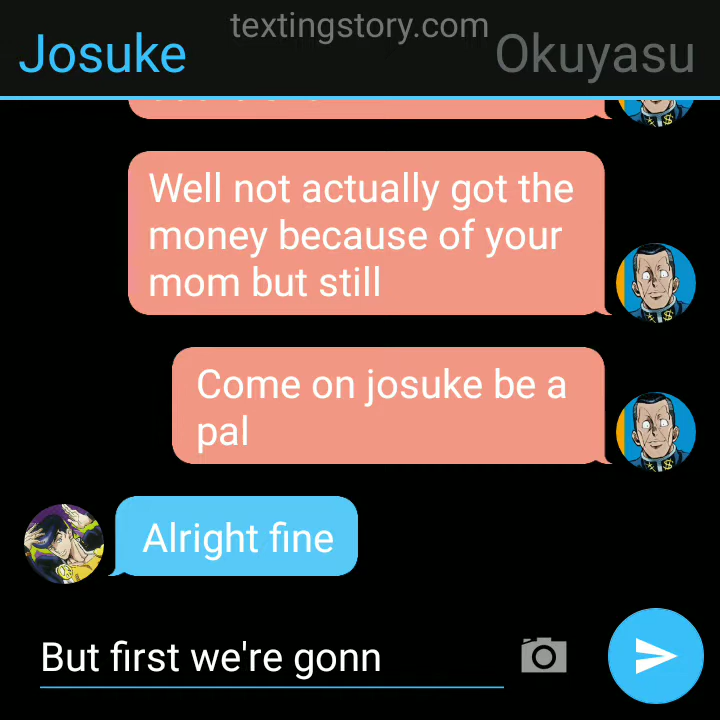 textingstory.com
Josuke
Okuyasu
Well not actually got the
money because of your
mom but still
Come on josuke be a
pal
Alright fine
But first we're gonn